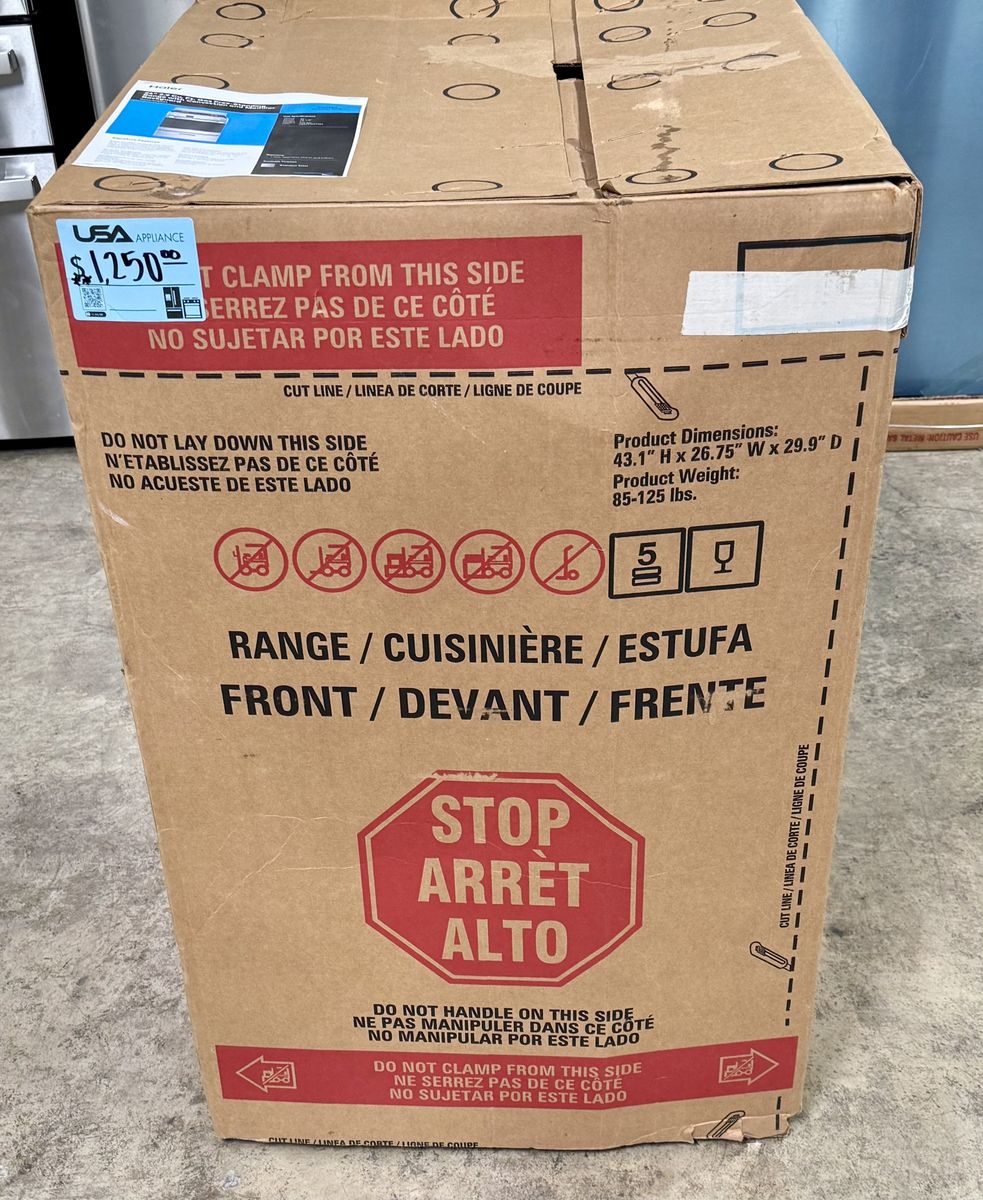 Haier
USA APPLIANCE
$1,250⁰⁰
T CLAMP FROM THIS SIDE
SERREZ PAS DE CE CÔTÉ
NO SUJETAR POR ESTE LADO
CUT LINE / LINEA DE CORTE / LIGNE DE COUPE
DO NOT LAY DOWN THIS SIDE
N'ETABLISSEZ PAS DE CE CÔTÉ
NO ACUESTE DE ESTE LADO
Product Dimensions:
43.1" H x 26.75" W x 29.9" D
Product Weight:
85-125 lbs.
5
RANGE / CUISINIÈRE / ESTUFA
FRONT / DEVANT / FRENTE
STOP
ARRÈT
ALTO
CUT LINE / LINEA DE CORTE / LIGNE DE COUPE
DO NOT HANDLE ON THIS SIDE
NE PAS MANIPULER DANS CE CÔTÉ
NO MANIPULAR POR ESTE LADO
DO NOT CLAMP FROM THIS SIDE
NE SERREZ PAS DE CE CÔTÉ
NO SUJETAR POR ESTE LADO
CUT LINE / LINEA DE CORTE / LIGNE DE COUPE
USE CAUTION: METAL